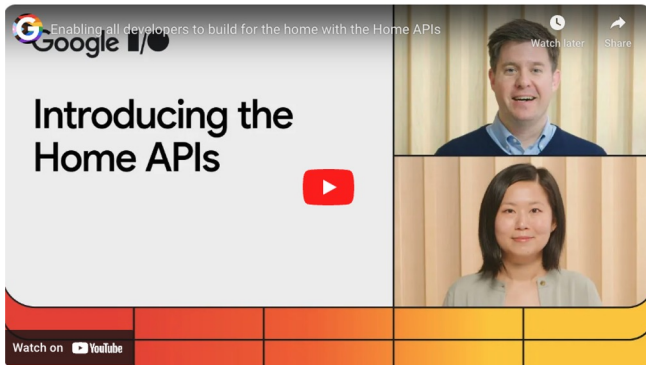 Enabling all developers to build for the home with the Home APIs
Watch later
Share
Google I/O
Introducing the
Home APIs
Watch on YouTube